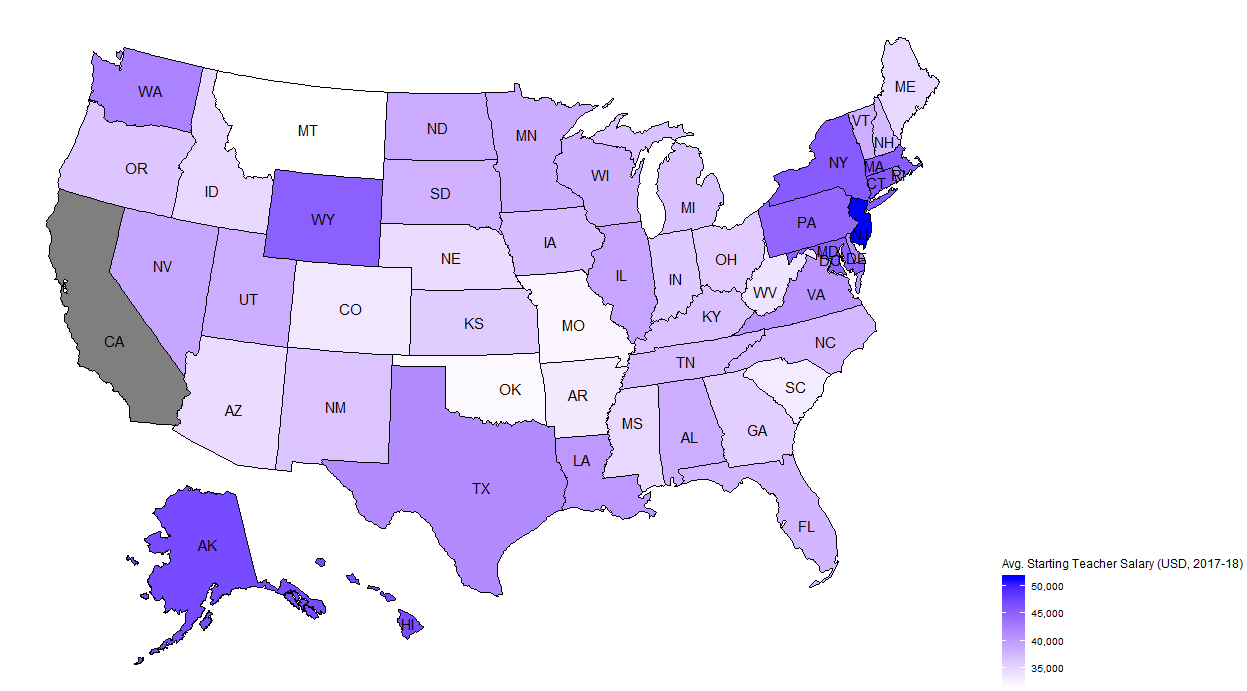 ME
WA
VT
MT
ND
MN
NH
OR
NY
MA
WI
RI
ID
SD
CT
MI
WY
PA
NJ
IA
MD
NE
OH
DE
DC
NV
IL
IN
UT
WV
VA
CO
KY
KS
MO
NC
TN
OK
SC
AR
AZ
NM
MS
GA
AL
CA
LA
TX
FL
AK
HI
Avg. Starting Teacher Salary (USD, 2017-18)
50,000
45,000
40,000
35,000